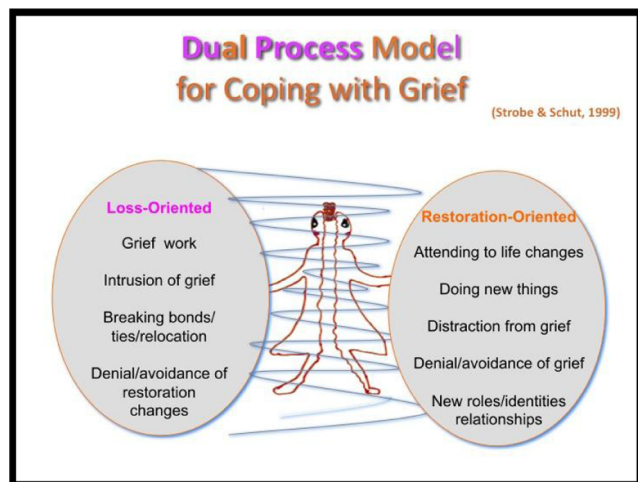 Dual Process Model
for Coping with Grief
(Strobe & Schut, 1999)
Loss-Oriented
Grief work
Intrusion of grief
Breaking bonds/
ties/relocation
Denial/avoidance of
restoration
changes
Restoration-Oriented
Attending to life changes
Doing new things
Distraction from grief
Denial/avoidance of grief
New roles/identities
relationships